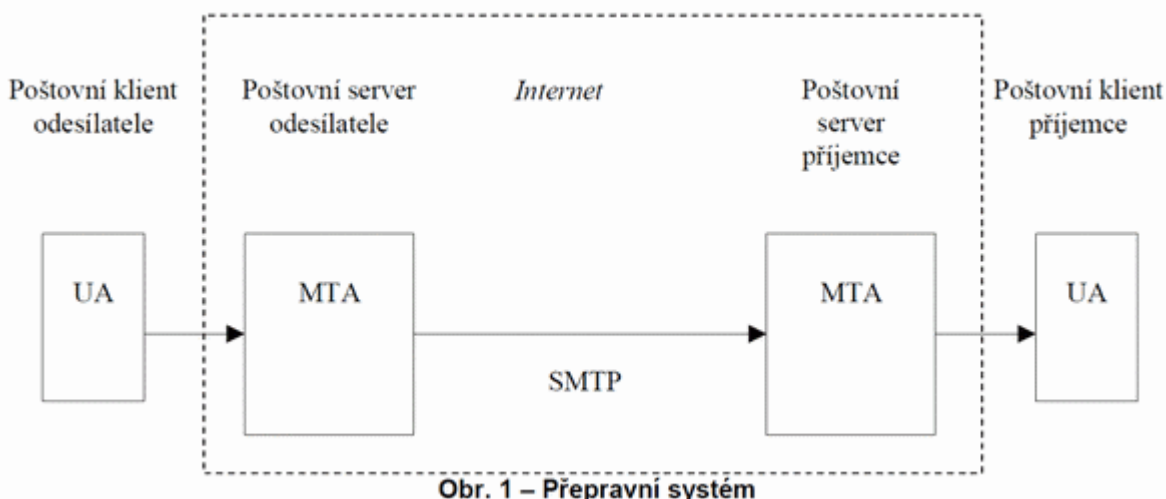 Poštovní klient
odesílatele
Poštovní server
odesílatele
Internet
Poštovní
server
příjemce
Poštovní klient
příjemce
UA
MTA
MTA
UA
SMTP
Obr. 1 – Přepravní systém